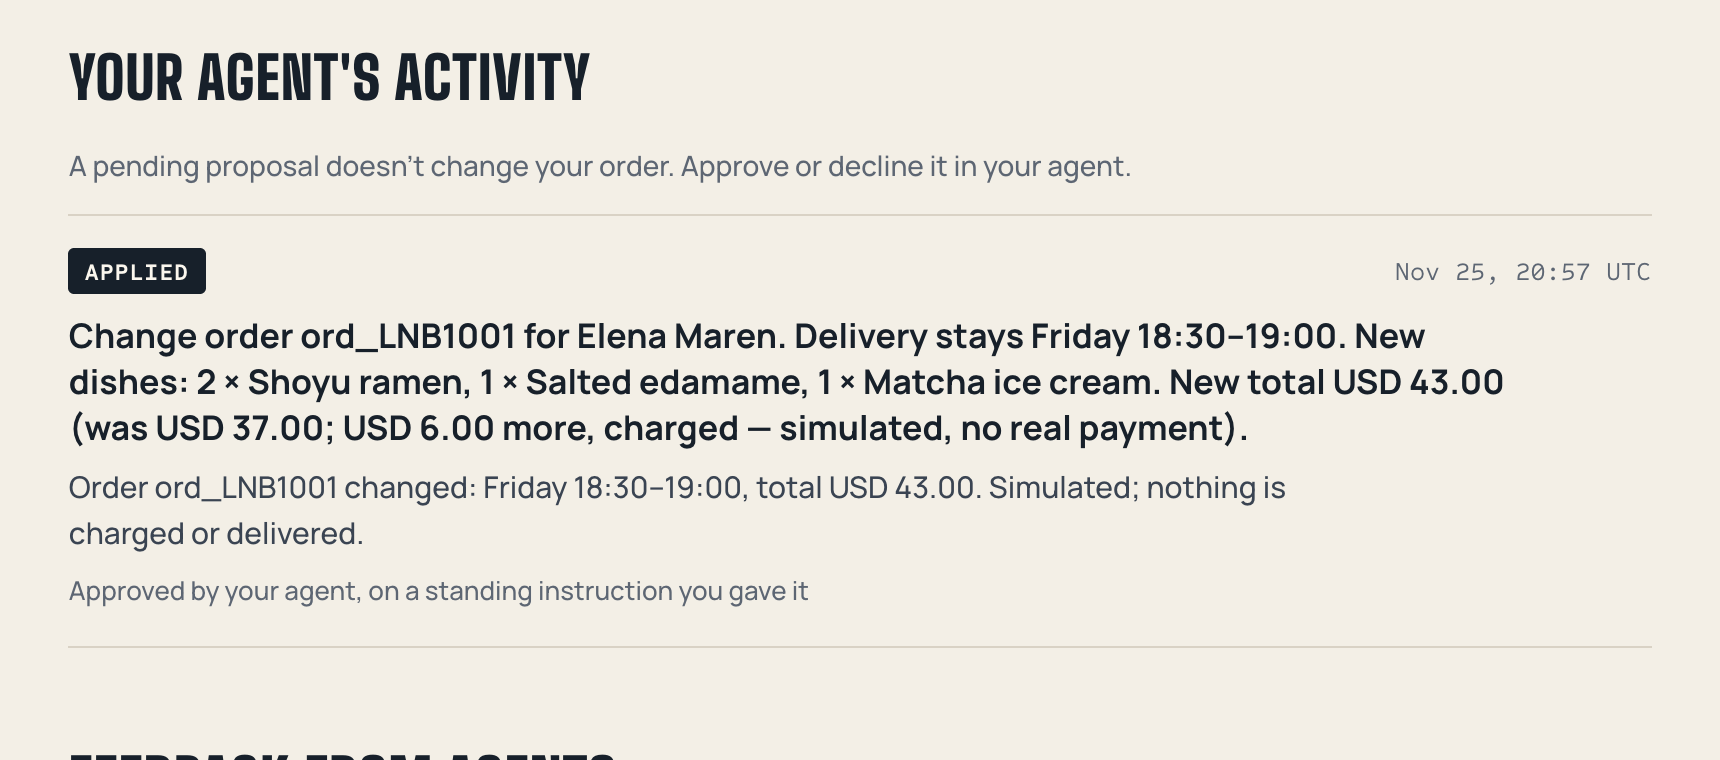 YOUR AGENT'S ACTIVITY
A pending proposal doesn’t change your order. Approve or decline it in your agent.
APPLIED
Nov 25, 20:57 UTC
Change order ord_LNB1001 for Elena Maren. Delivery stays Friday 18:30–19:00. New
dishes: 2 × Shoyu ramen, 1 × Salted edamame, 1 × Matcha ice cream. New total USD 43.00
(was USD 37.00; USD 6.00 more, charged — simulated, no real payment).
Order ord_LNB1001 changed: Friday 18:30–19:00, total USD 43.00. Simulated; nothing is
charged or delivered.
Approved by your agent, on a standing instruction you gave it
FEEDBACK FROM AGENTS